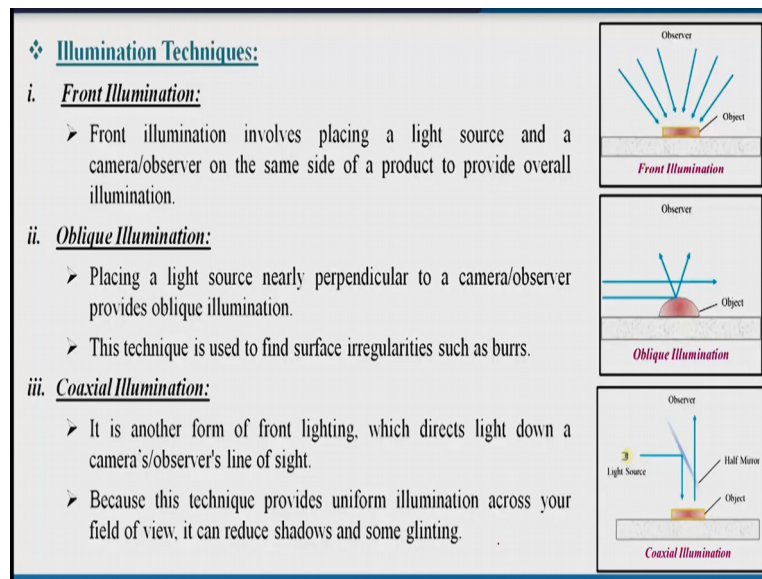 ❖ Illumination Techniques:
i. Front Illumination:
➢ Front illumination involves placing a light source and a
camera/observer on the same side of a product to provide overall
illumination.
ii. Oblique Illumination:
➢ Placing a light source nearly perpendicular to a camera/observer
provides oblique illumination.
➢ This technique is used to find surface irregularities such as burrs.
iii. Coaxial Illumination:
➢ It is another form of front lighting, which directs light down a
camera's/observer's line of sight.
➢ Because this technique provides uniform illumination across your
field of view, it can reduce shadows and some glinting.
Observer
Object
Front Illumination
Observer
Object
Oblique Illumination
Observer
Light Source
Half Mirror
Object
Coaxial Illumination